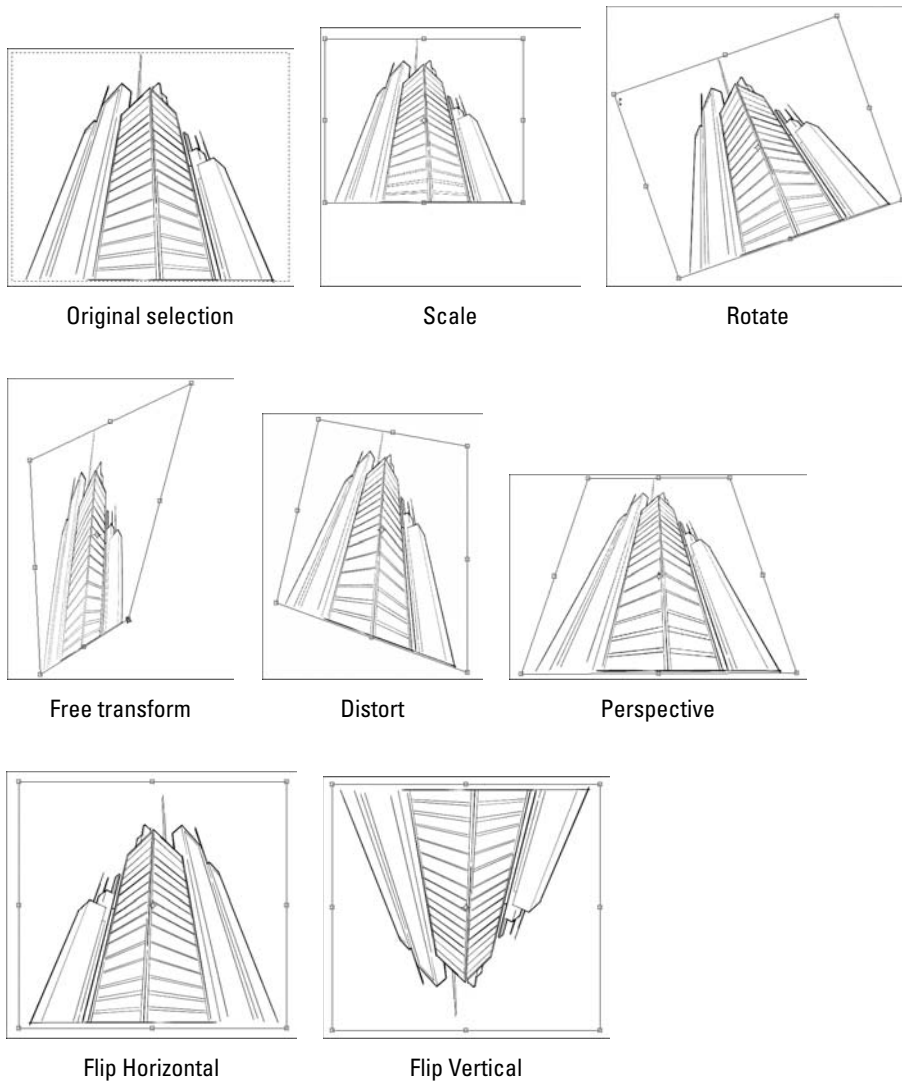 Original selection
Scale
Rotate
Free transform
Distort
Perspective
Flip Horizontal
Flip Vertical